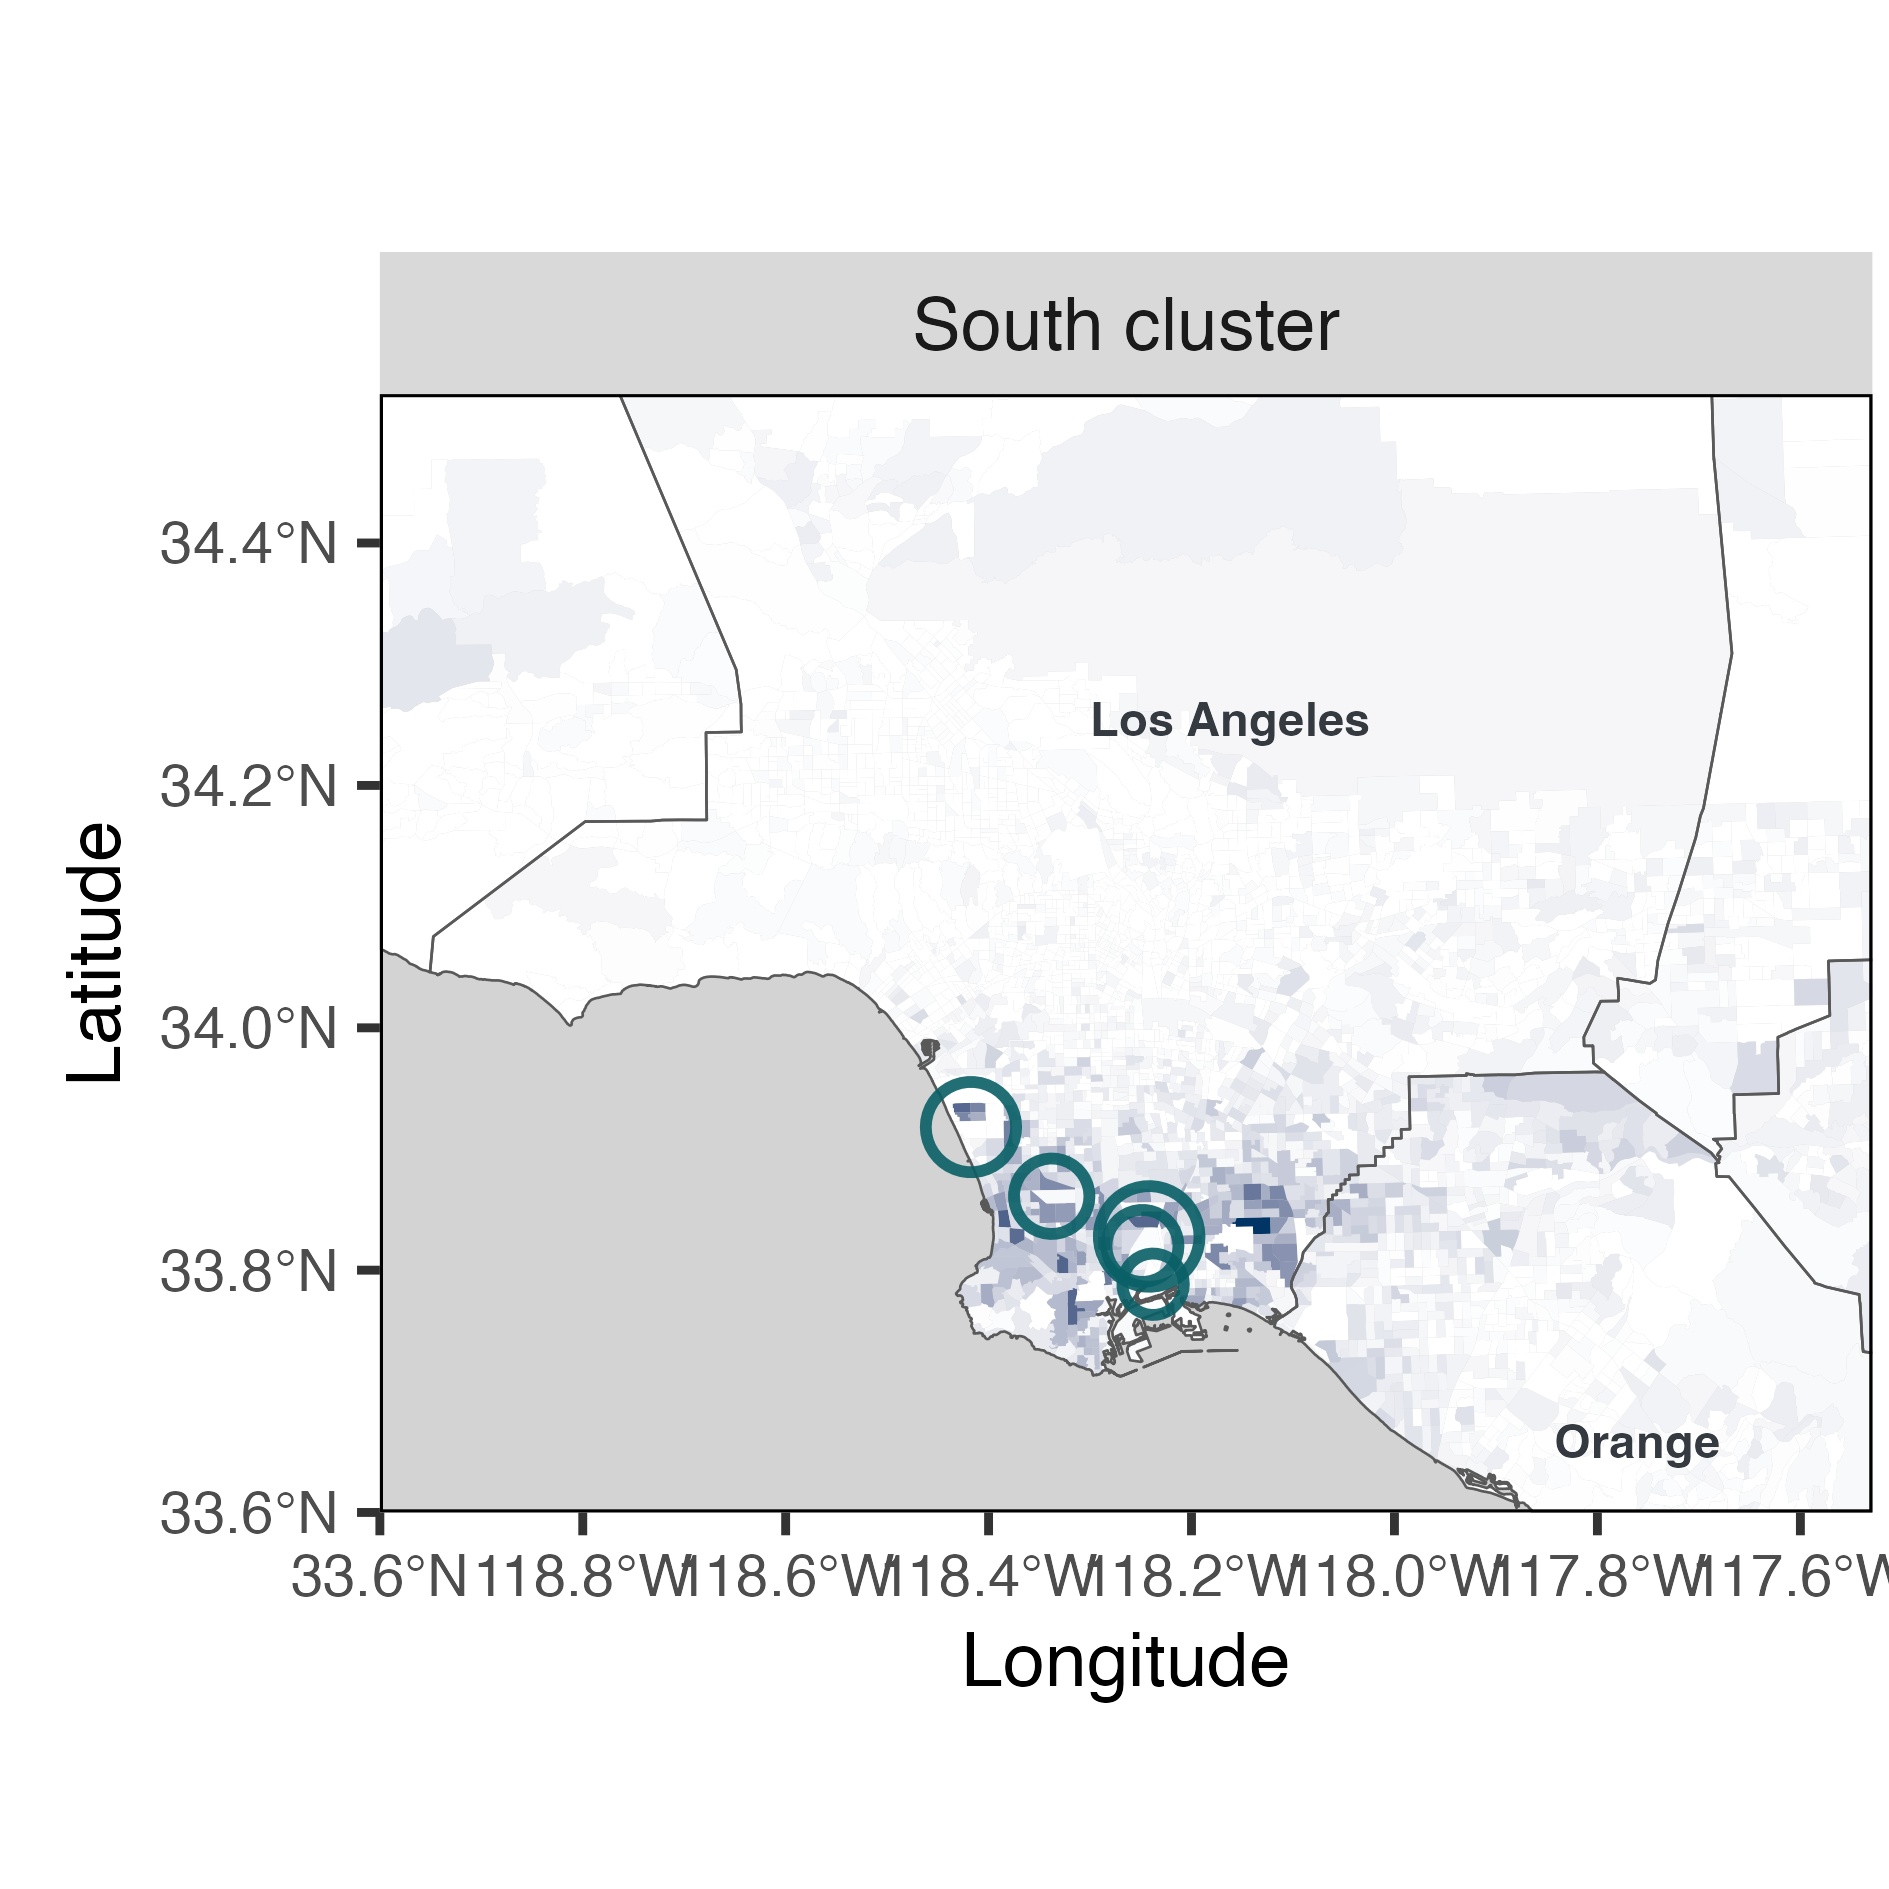 South cluster
34.4°N
34.2°N
34.0°N
33.8°N
33.6°N
Latitude
Los Angeles
Orange
33.6°N 118.8°W 118.6°W 118.4°W 118.2°W 118.0°W 117.8°W 117.6°W
Longitude